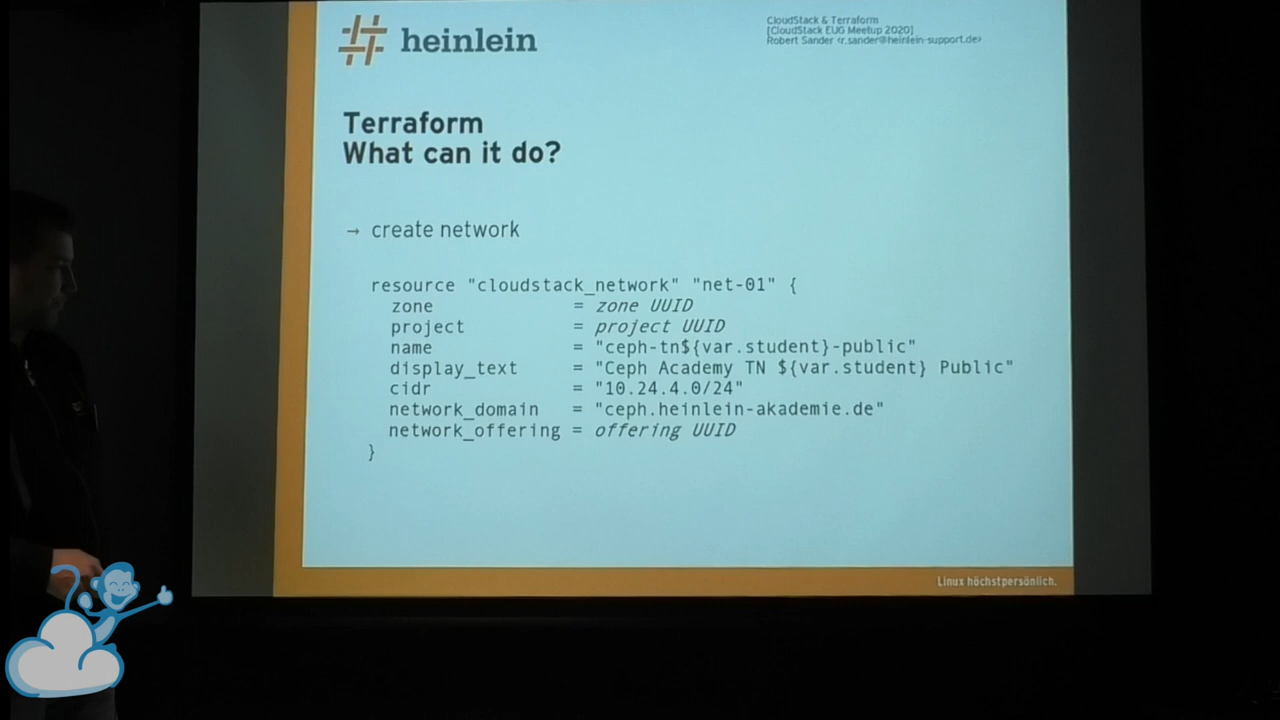 heinlein
CloudStack & Terraform
[CloudStack EUG Meetup 2020]
Robert Sander <r.sander@heinlein-support.de>
Terraform
What can it do?
→ create network
resource "cloudstack_network" "net-01" {
zone = zone UUID
project = project UUID
name = "ceph-tn${var.student}-public"
display_text = "Ceph Academy TN ${var.student} Public"
cidr = "10.24.4.0/24"
network_domain = "ceph.heinlein-akademie.de"
network_offering = offering UUID
}
Linux höchstpersönlich.